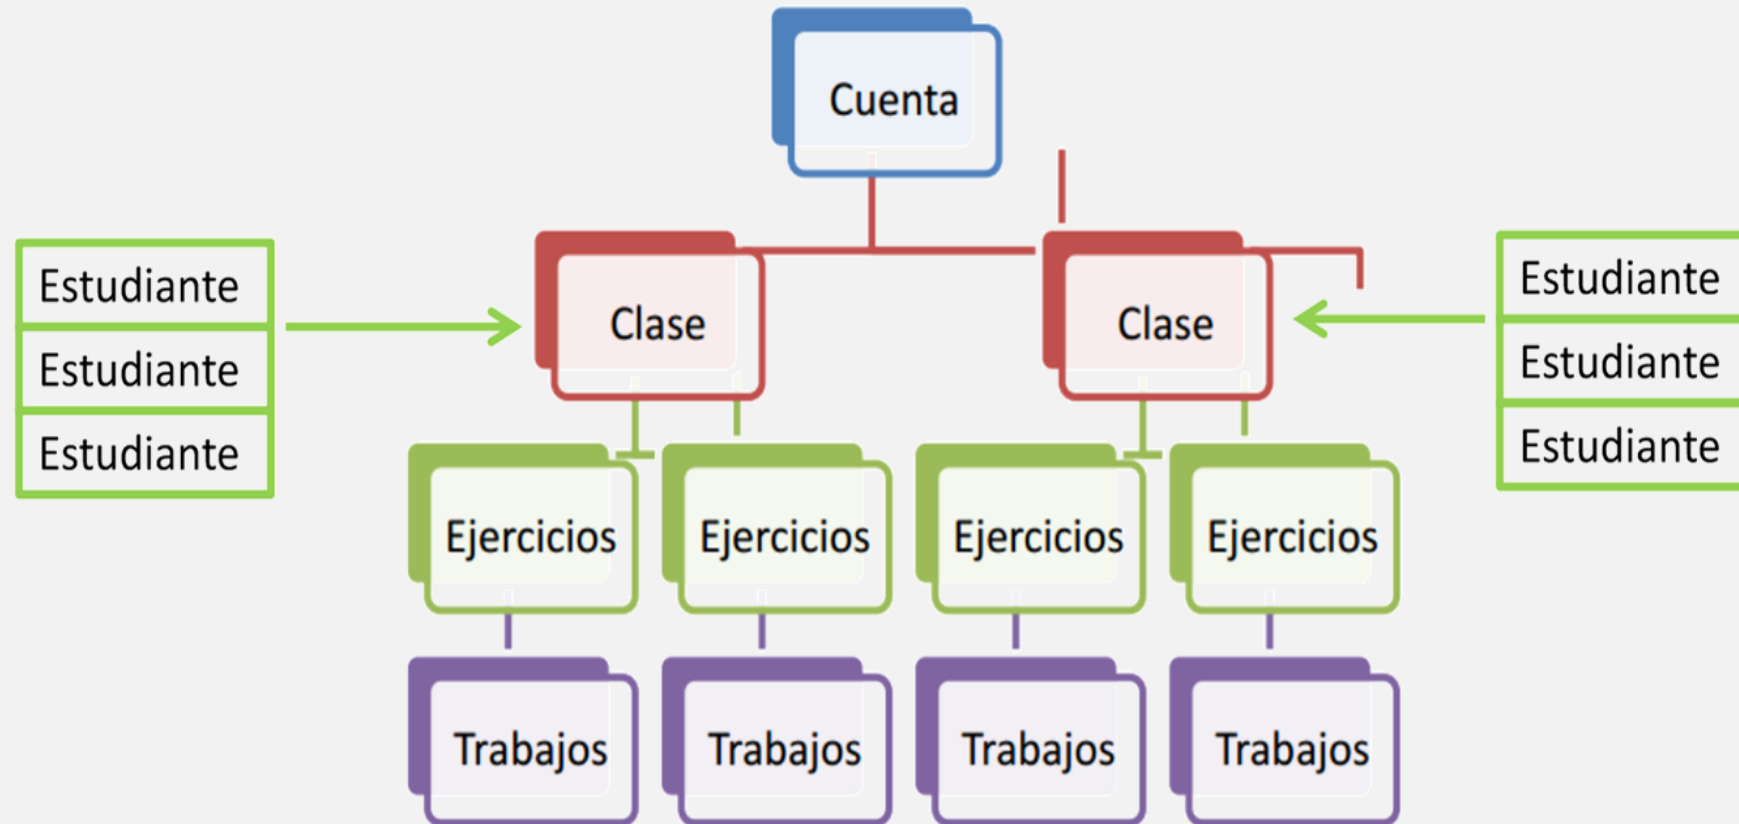 Cuenta
Estudiante
Estudiante
Estudiante
Clase
Clase
Estudiante
Estudiante
Estudiante
Ejercicios
Ejercicios
Ejercicios
Ejercicios
Trabajos
Trabajos
Trabajos
Trabajos